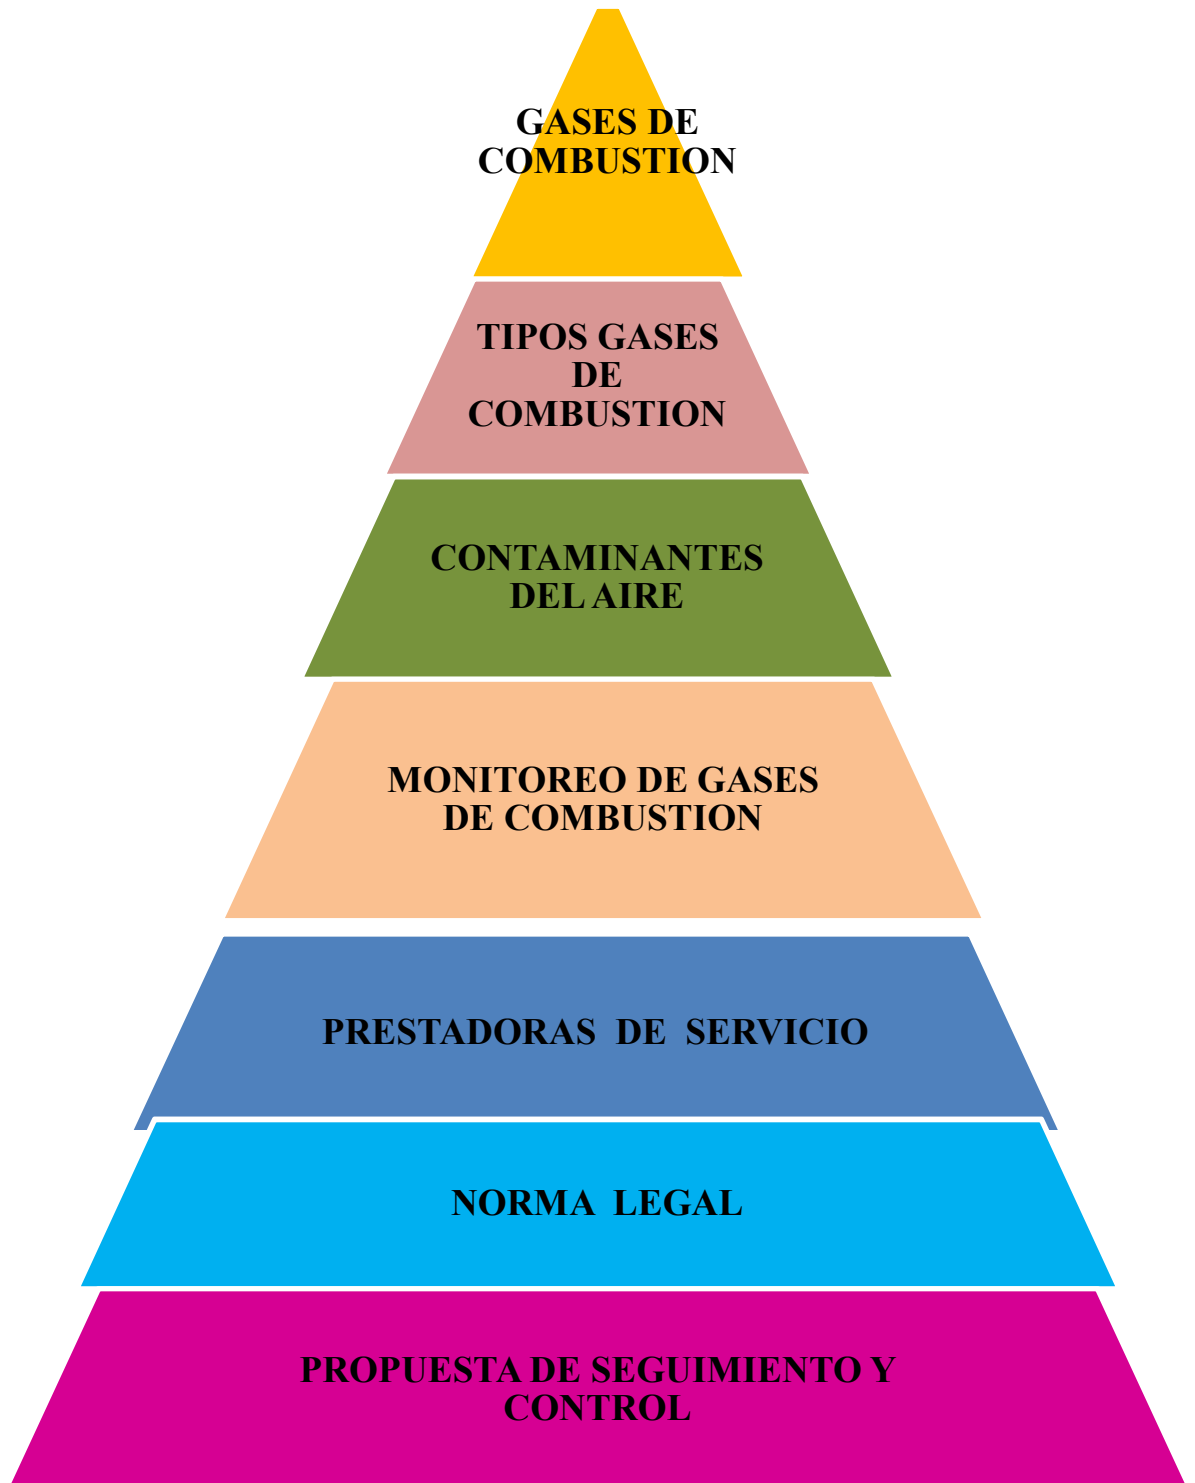 GASES DE
COMBUSTION
TIPOS GASES
DE
COMBUSTION
CONTAMINANTES
DEL AIRE
MONITOREO DE GASES
DE COMBUSTION
PRESTADORAS DE SERVICIO
NORMA LEGAL
PROPUESTA DE SEGUIMIENTO Y
CONTROL